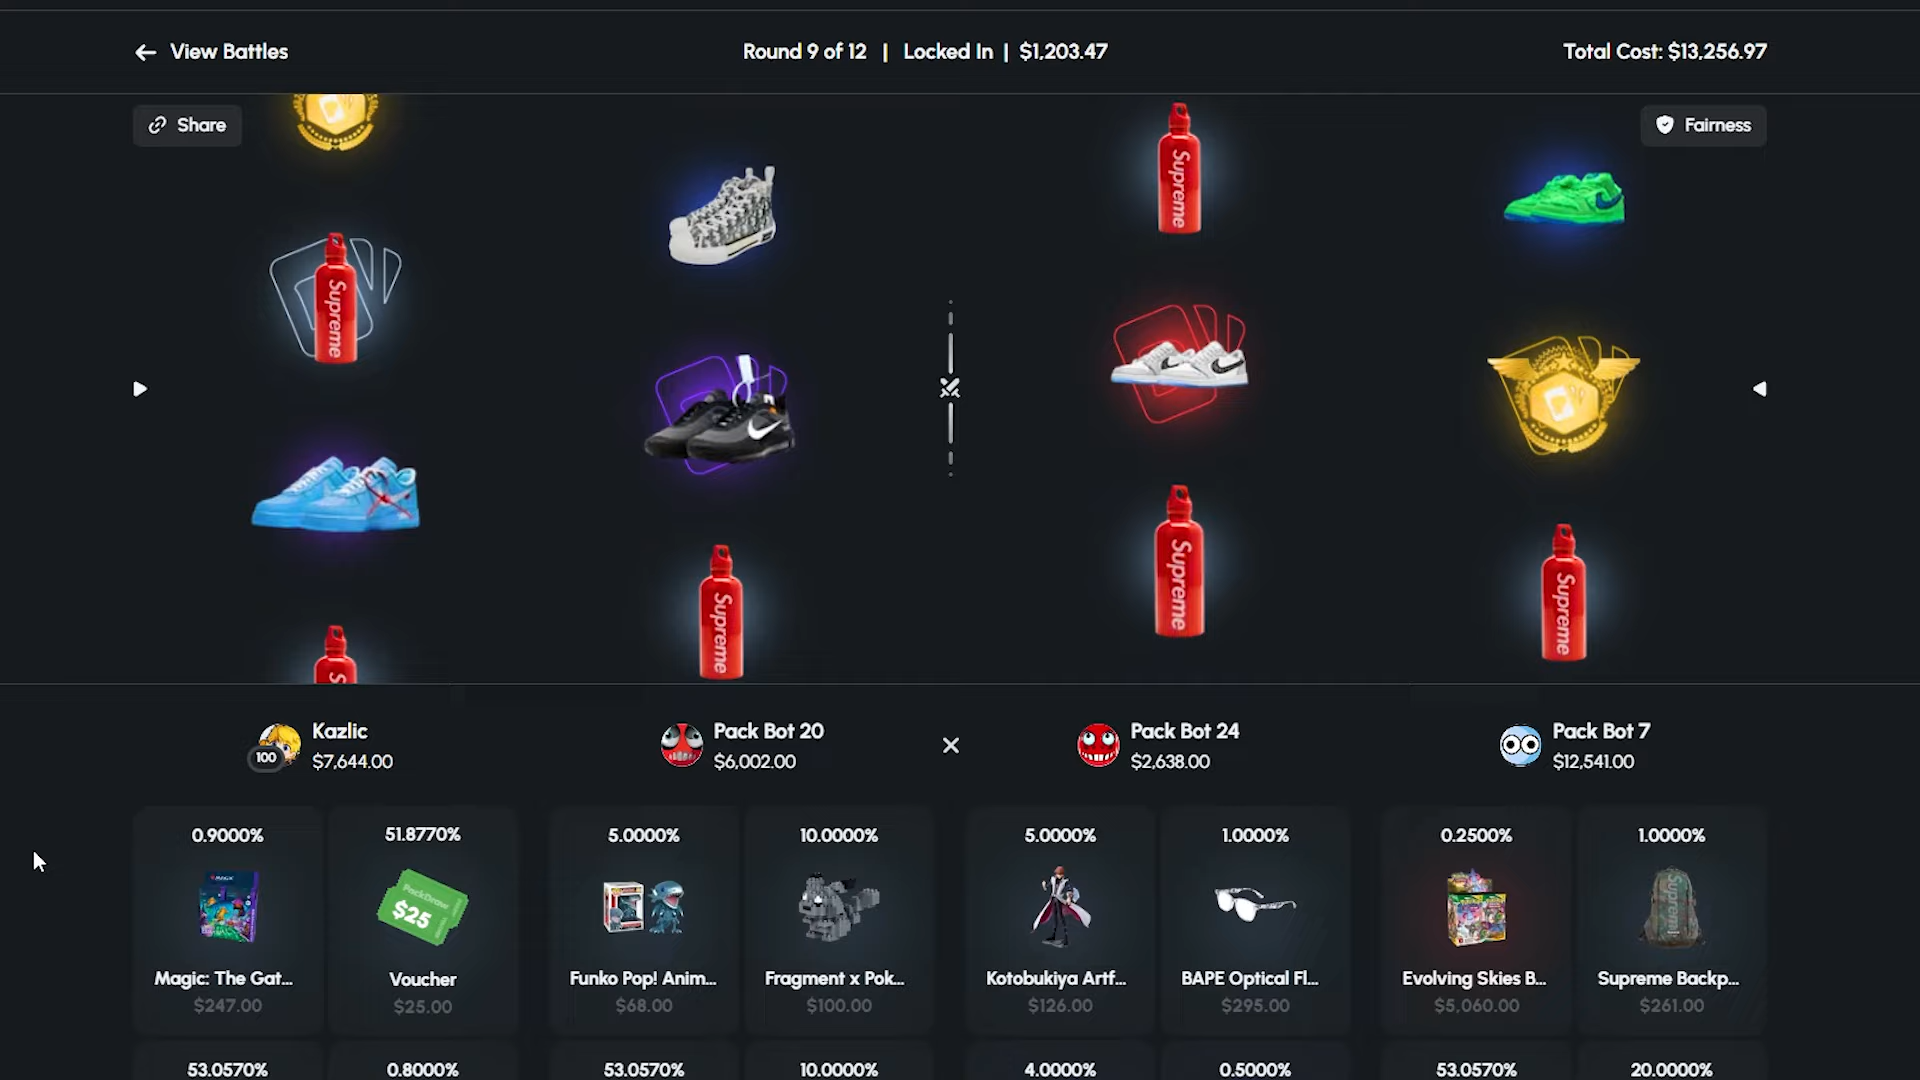 View Battles
Round 9 of 12 | Locked In | $1,203.47
Total Cost: $13,256.97
Share
Fairness
Supreme
Supreme
Supreme
Supreme
Supreme
S
Kazlic
100
$7,644.00
Pack Bot 20
$6,002.00
Pack Bot 24
$2,638.00
Pack Bot 7
$12,541.00
0.9000%
51.8770%
5.0000%
10.0000%
5.0000%
1.0000%
0.2500%
1.0000%
MAGIC
PackDraw
$25
Supreme
Magic: The Gat...
Voucher
Funko Pop! Anim...
Fragment x Pok...
Kotobukiya Artf...
BAPE Optical Fl...
Evolving Skies B...
Supreme Backp...
$247.00
$25.00
$68.00
$100.00
$126.00
$295.00
$5,060.00
$261.00
53.0570%
0.8000%
53.0570%
10.0000%
4.0000%
0.5000%
53.0570%
20.0000%